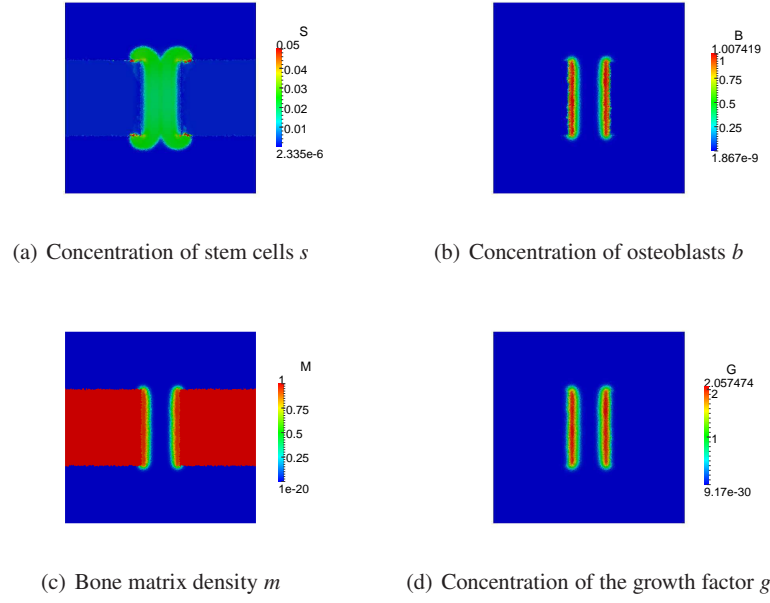 S
0.05
0.04
0.03
0.02
0.01
2.335e-6
(a) Concentration of stem cells s
B
1.007419
1
0.75
0.5
0.25
1.867e-9
(b) Concentration of osteoblasts b
M
1
0.75
0.5
0.25
1e-20
(c) Bone matrix density m
G
2.057474
2
1
9.17e-30
(d) Concentration of the growth factor g